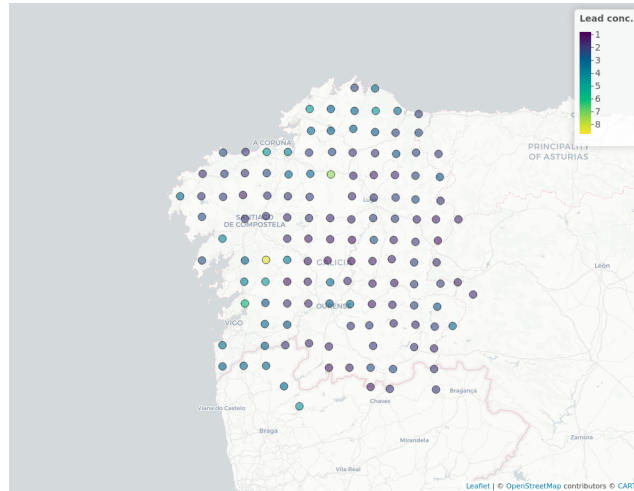 Lead conc.
1
2
3
4
5
6
7
8
A CORUÑA
PRINCIPALITY
OF ASTURIAS
SANTIAGO
DE COMPOSTELA
GALICIA
León
OURENSE
VIGO
Bragança
Viana do Castelo
Chaves
Braga
Mirandela
Zamora
Vila Real
Leaflet | © OpenStreetMap contributors © CART